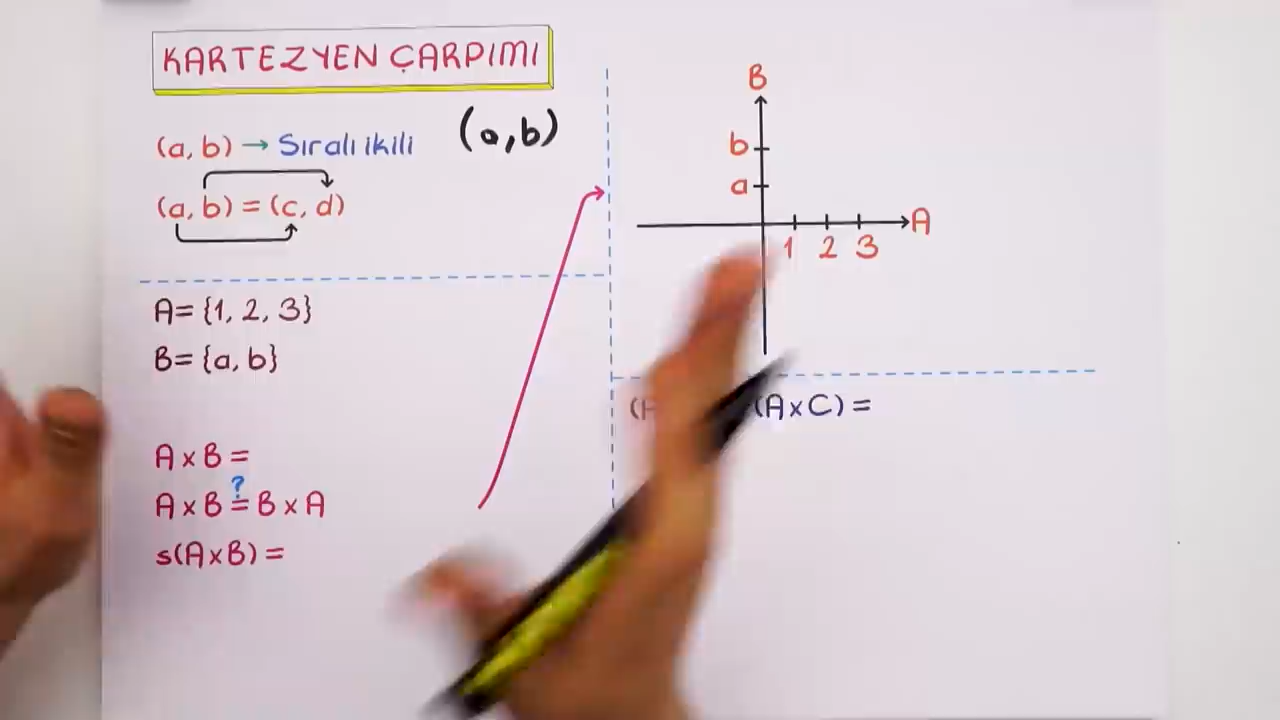 KARTEZYEN ÇARPIMI
(a, b) → Sıralı ikili
(a,b)
(a, b) = (c, d)
A= {1, 2, 3}
B= {a, b}
A x B =
?
A x B = B x A
s(A x B) =
B
b
a
A
1 2 3
(A x C) =